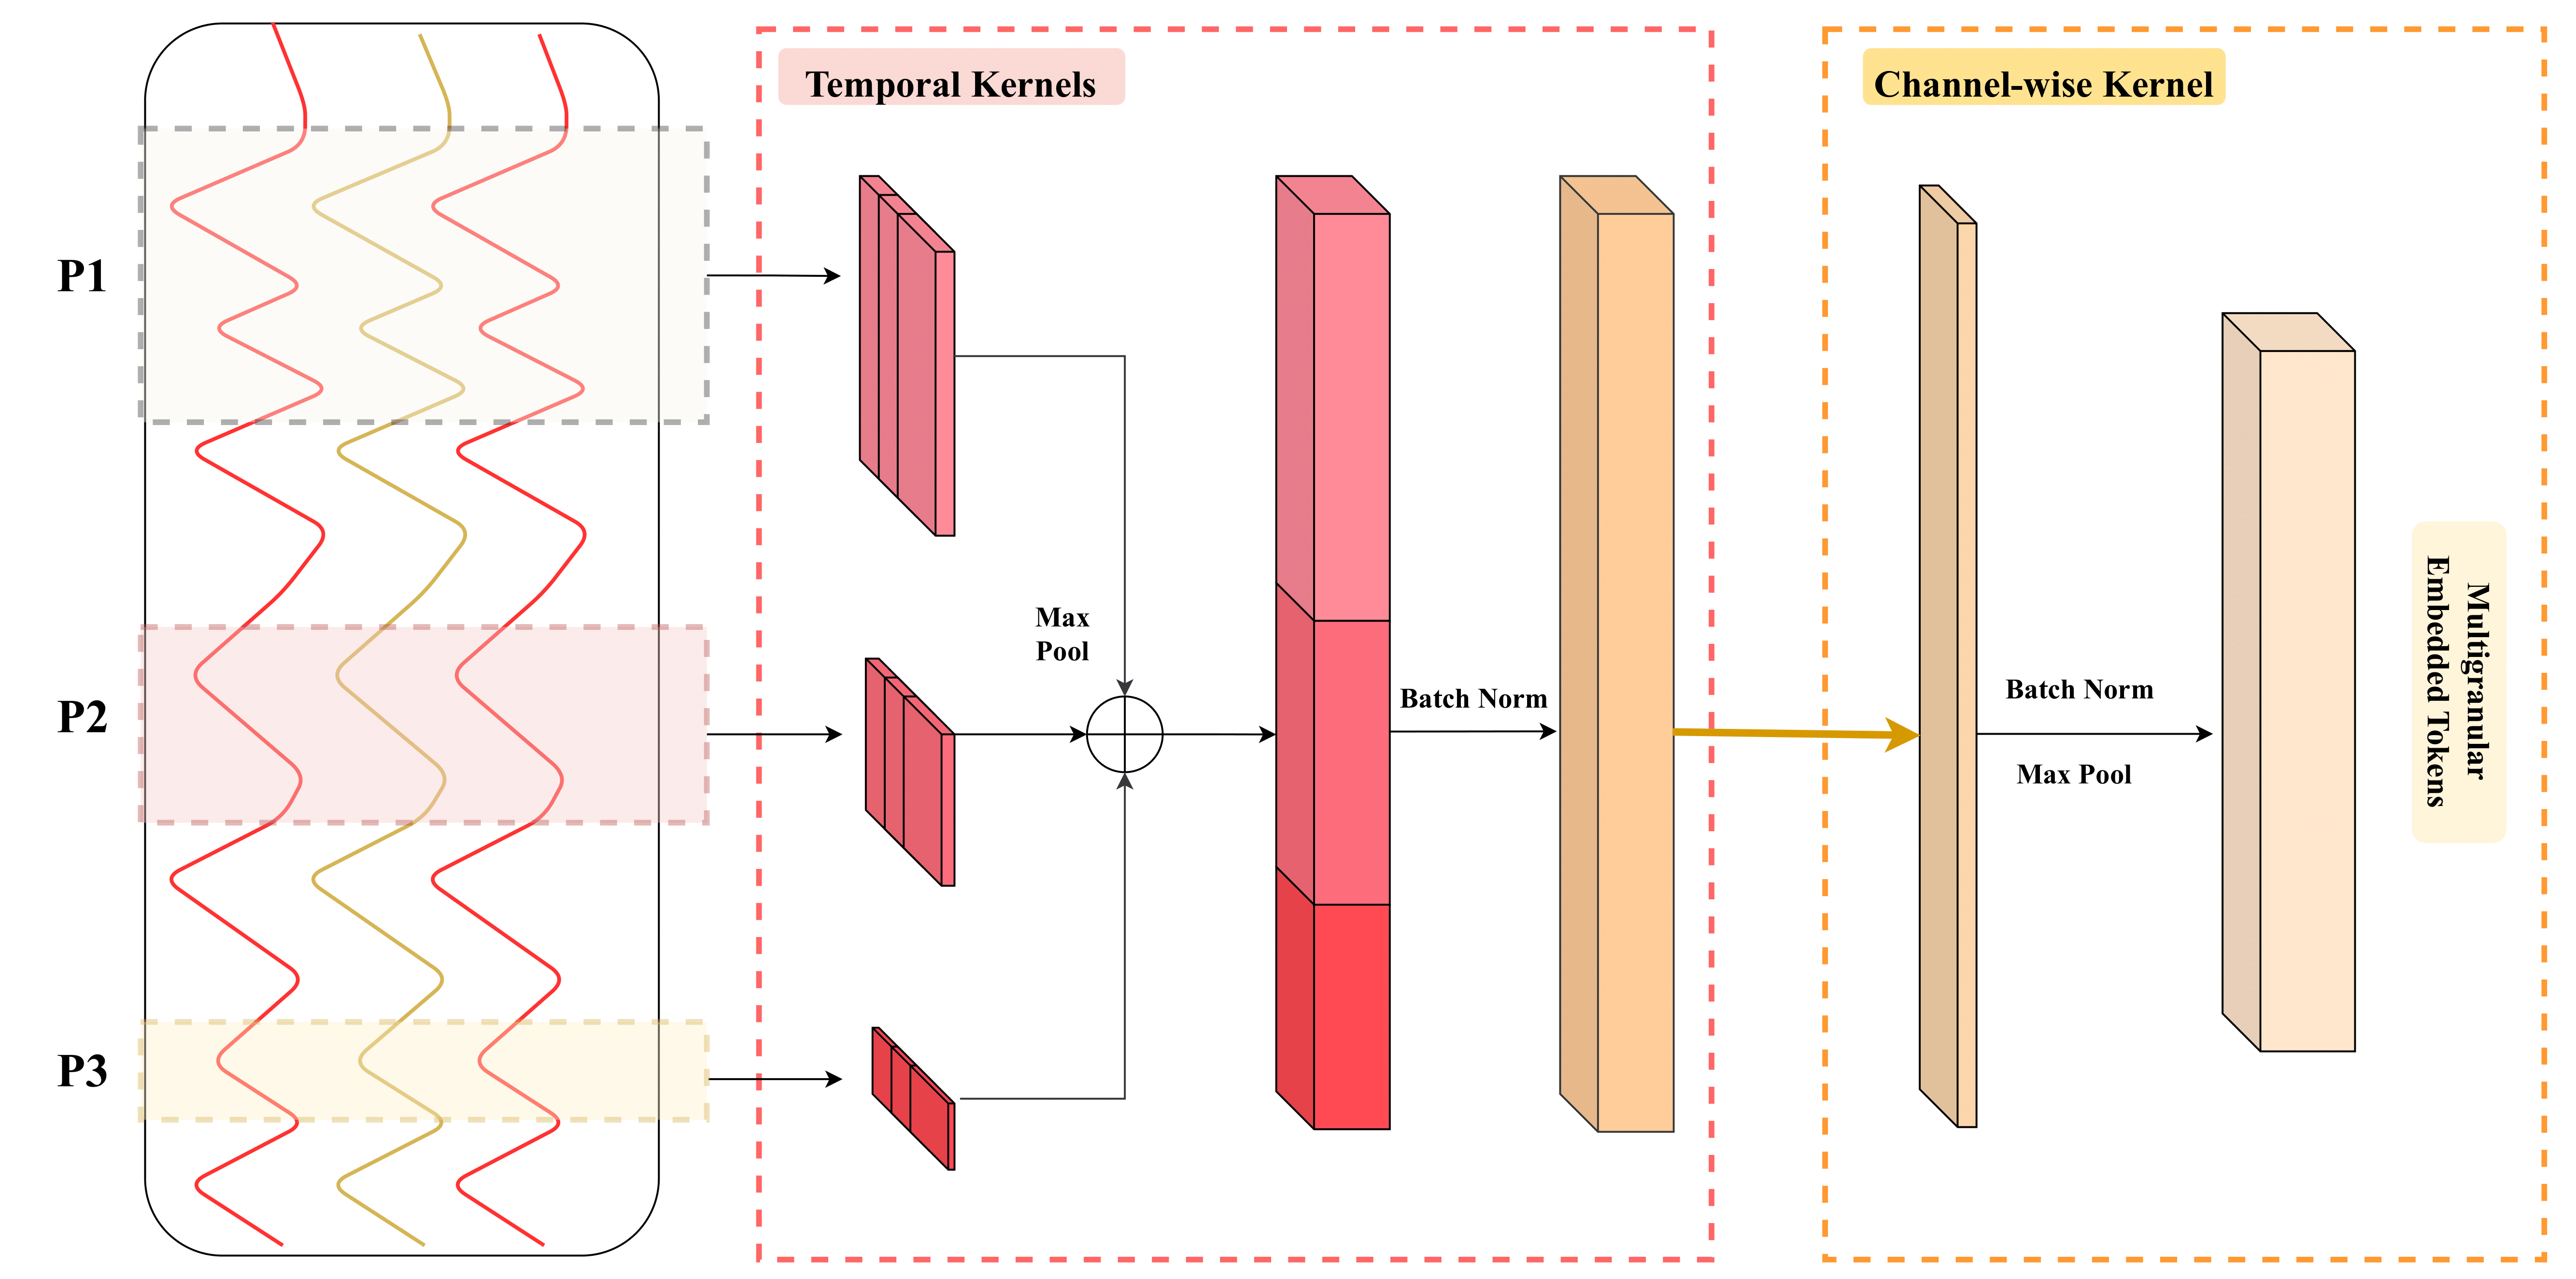 Temporal Kernels
Channel-wise Kernel
P1
P2
P3
Max
Pool
Batch Norm
Batch Norm
Max Pool
Multigranular
Embedded Tokens